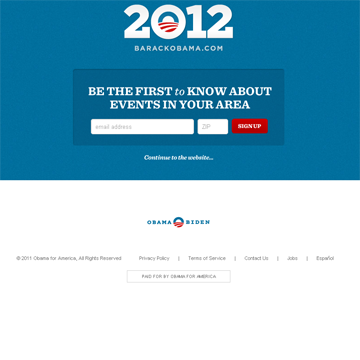 2012
BARACKOBAMA.COM
BE THE FIRST to KNOW ABOUT
EVENTS IN YOUR AREA
email address ZIP SIGN UP
Continue to the website...
OBAMA BIDEN
© 2011 Obama for America, All Rights Reserved Privacy Policy | Terms of Service | Contact Us | Jobs | Español
PAID FOR BY OBAMA FOR AMERICA